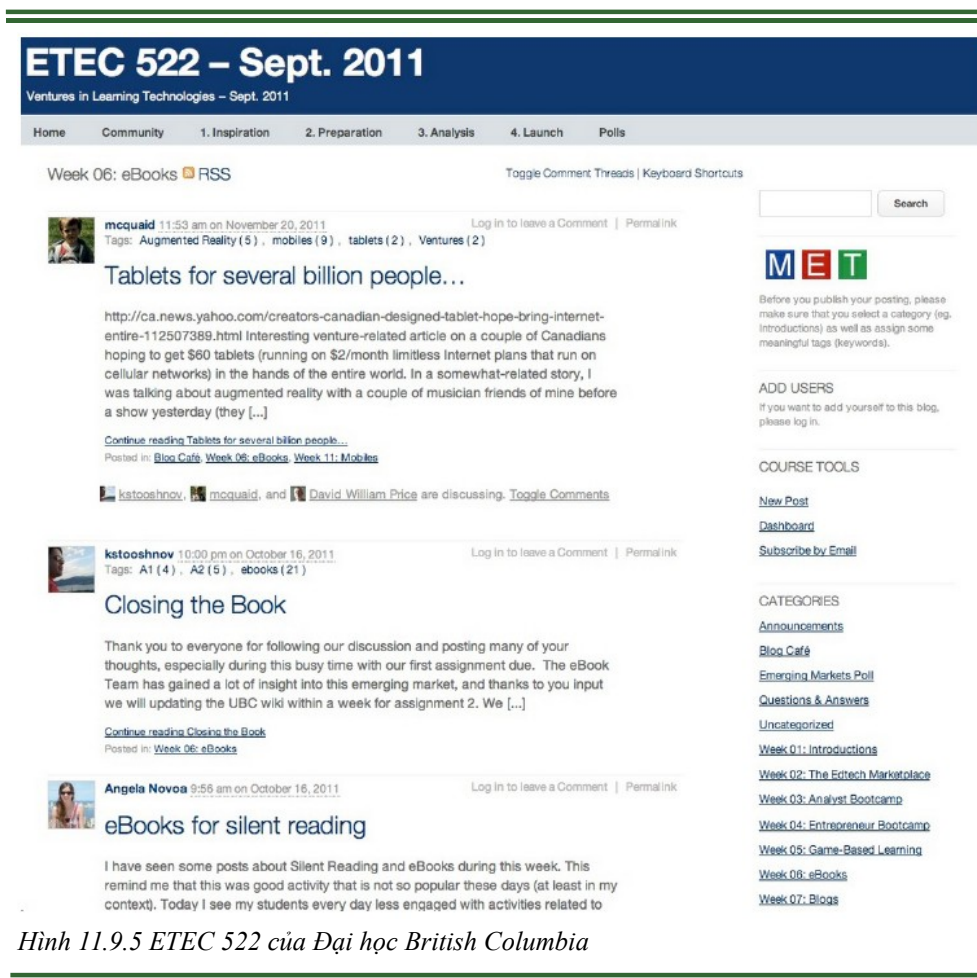 ETEC 522 – Sept. 2011
Ventures in Learning Technologies – Sept. 2011
Home Community 1. Inspiration 2. Preparation 3. Analysis 4. Launch Polls
Week 06: eBooks RSS
Toggle Comment Threads | Keyboard Shortcuts
mcquaid 11:53 am on November 20, 2011
Log in to leave a Comment | Permalink
Tags: Augmented Reality ( 5 ) , mobiles ( 9 ) , tablets ( 2 ) , Ventures ( 2 )
Tablets for several billion people…
http://ca.news.yahoo.com/creators-canadian-designed-tablet-hope-bring-internet-
entire-112507389.html Interesting venture-related article on a couple of Canadians
hoping to get $60 tablets (running on $2/month limitless Internet plans that run on
cellular networks) in the hands of the entire world. In a somewhat-related story, I
was talking about augmented reality with a couple of musician friends of mine before
a show yesterday (they [...]
Continue reading Tablets for several billion people…
Posted in: Blog Café, Week 06: eBooks, Week 11: Mobiles
kstooshnov, mcquaid, and David William Price are discussing. Toggle Comments
kstooshnov 10:00 pm on October 16, 2011
Log in to leave a Comment | Permalink
Tags: A1 ( 4 ) , A2 ( 5 ) , ebooks ( 21 )
Closing the Book
Thank you to everyone for following our discussion and posting many of your
thoughts, especially during this busy time with our first assignment due. The eBook
Team has gained a lot of insight into this emerging market, and thanks to you input
we will updating the UBC wiki within a week for assignment 2. We [...]
Continue reading Closing the Book
Posted in: Week 06: eBooks
Angela Novoa 9:56 am on October 16, 2011
Log in to leave a Comment | Permalink
eBooks for silent reading
I have seen some posts about Silent Reading and eBooks during this week. This
remind me that this was good activity that is not so popular these days (at least in my
context). Today I see my students every day less engaged with activities related to
Search
M E T
Before you publish your posting, please
make sure that you select a category (eg.
Introductions) as well as assign some
meaningful tags (keywords).
ADD USERS
If you want to add yourself to this blog,
please log in.
COURSE TOOLS
New Post
Dashboard
Subscribe by Email
CATEGORIES
Announcements
Blog Café
Emerging Markets Poll
Questions & Answers
Uncategorized
Week 01: Introductions
Week 02: The Edtech Marketplace
Week 03: Analyst Bootcamp
Week 04: Entrepreneur Bootcamp
Week 05: Game-Based Learning
Week 06: eBooks
Week 07: Blogs
Hình 11.9.5 ETEC 522 của Đại học British Columbia